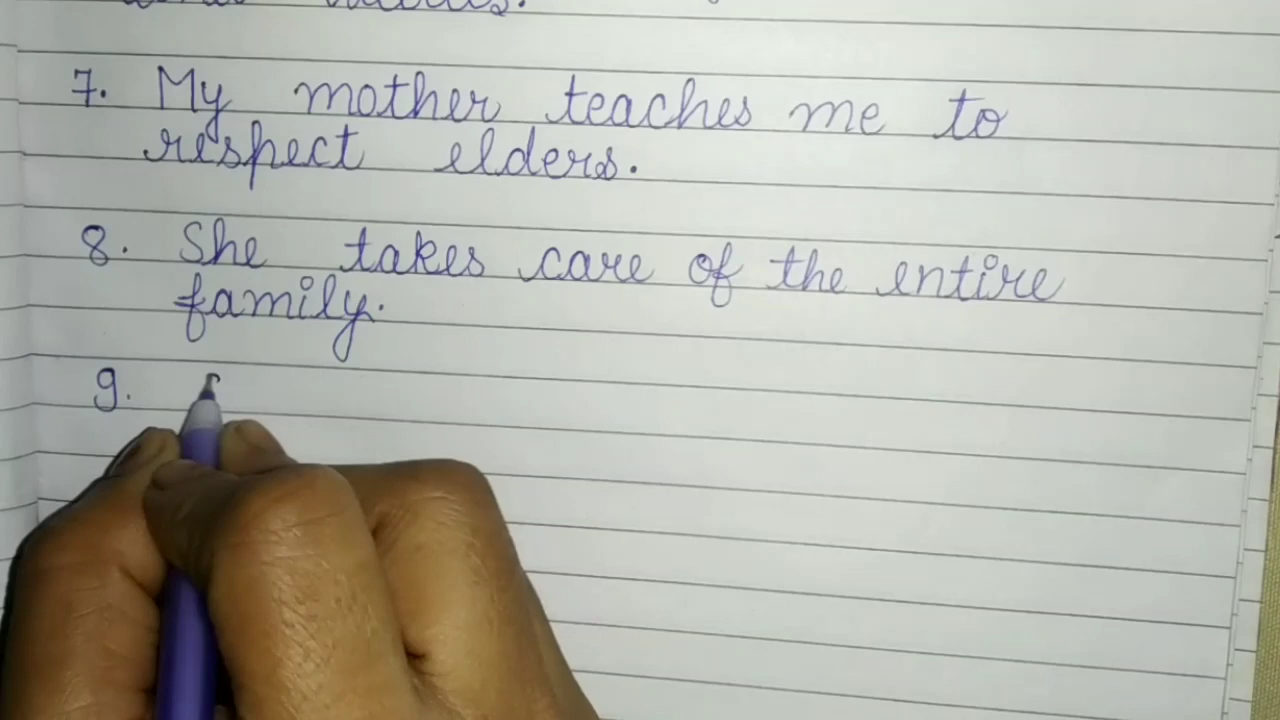 7. My mother teaches me to
respect elders.
8. She takes care of the entire
family.
9.